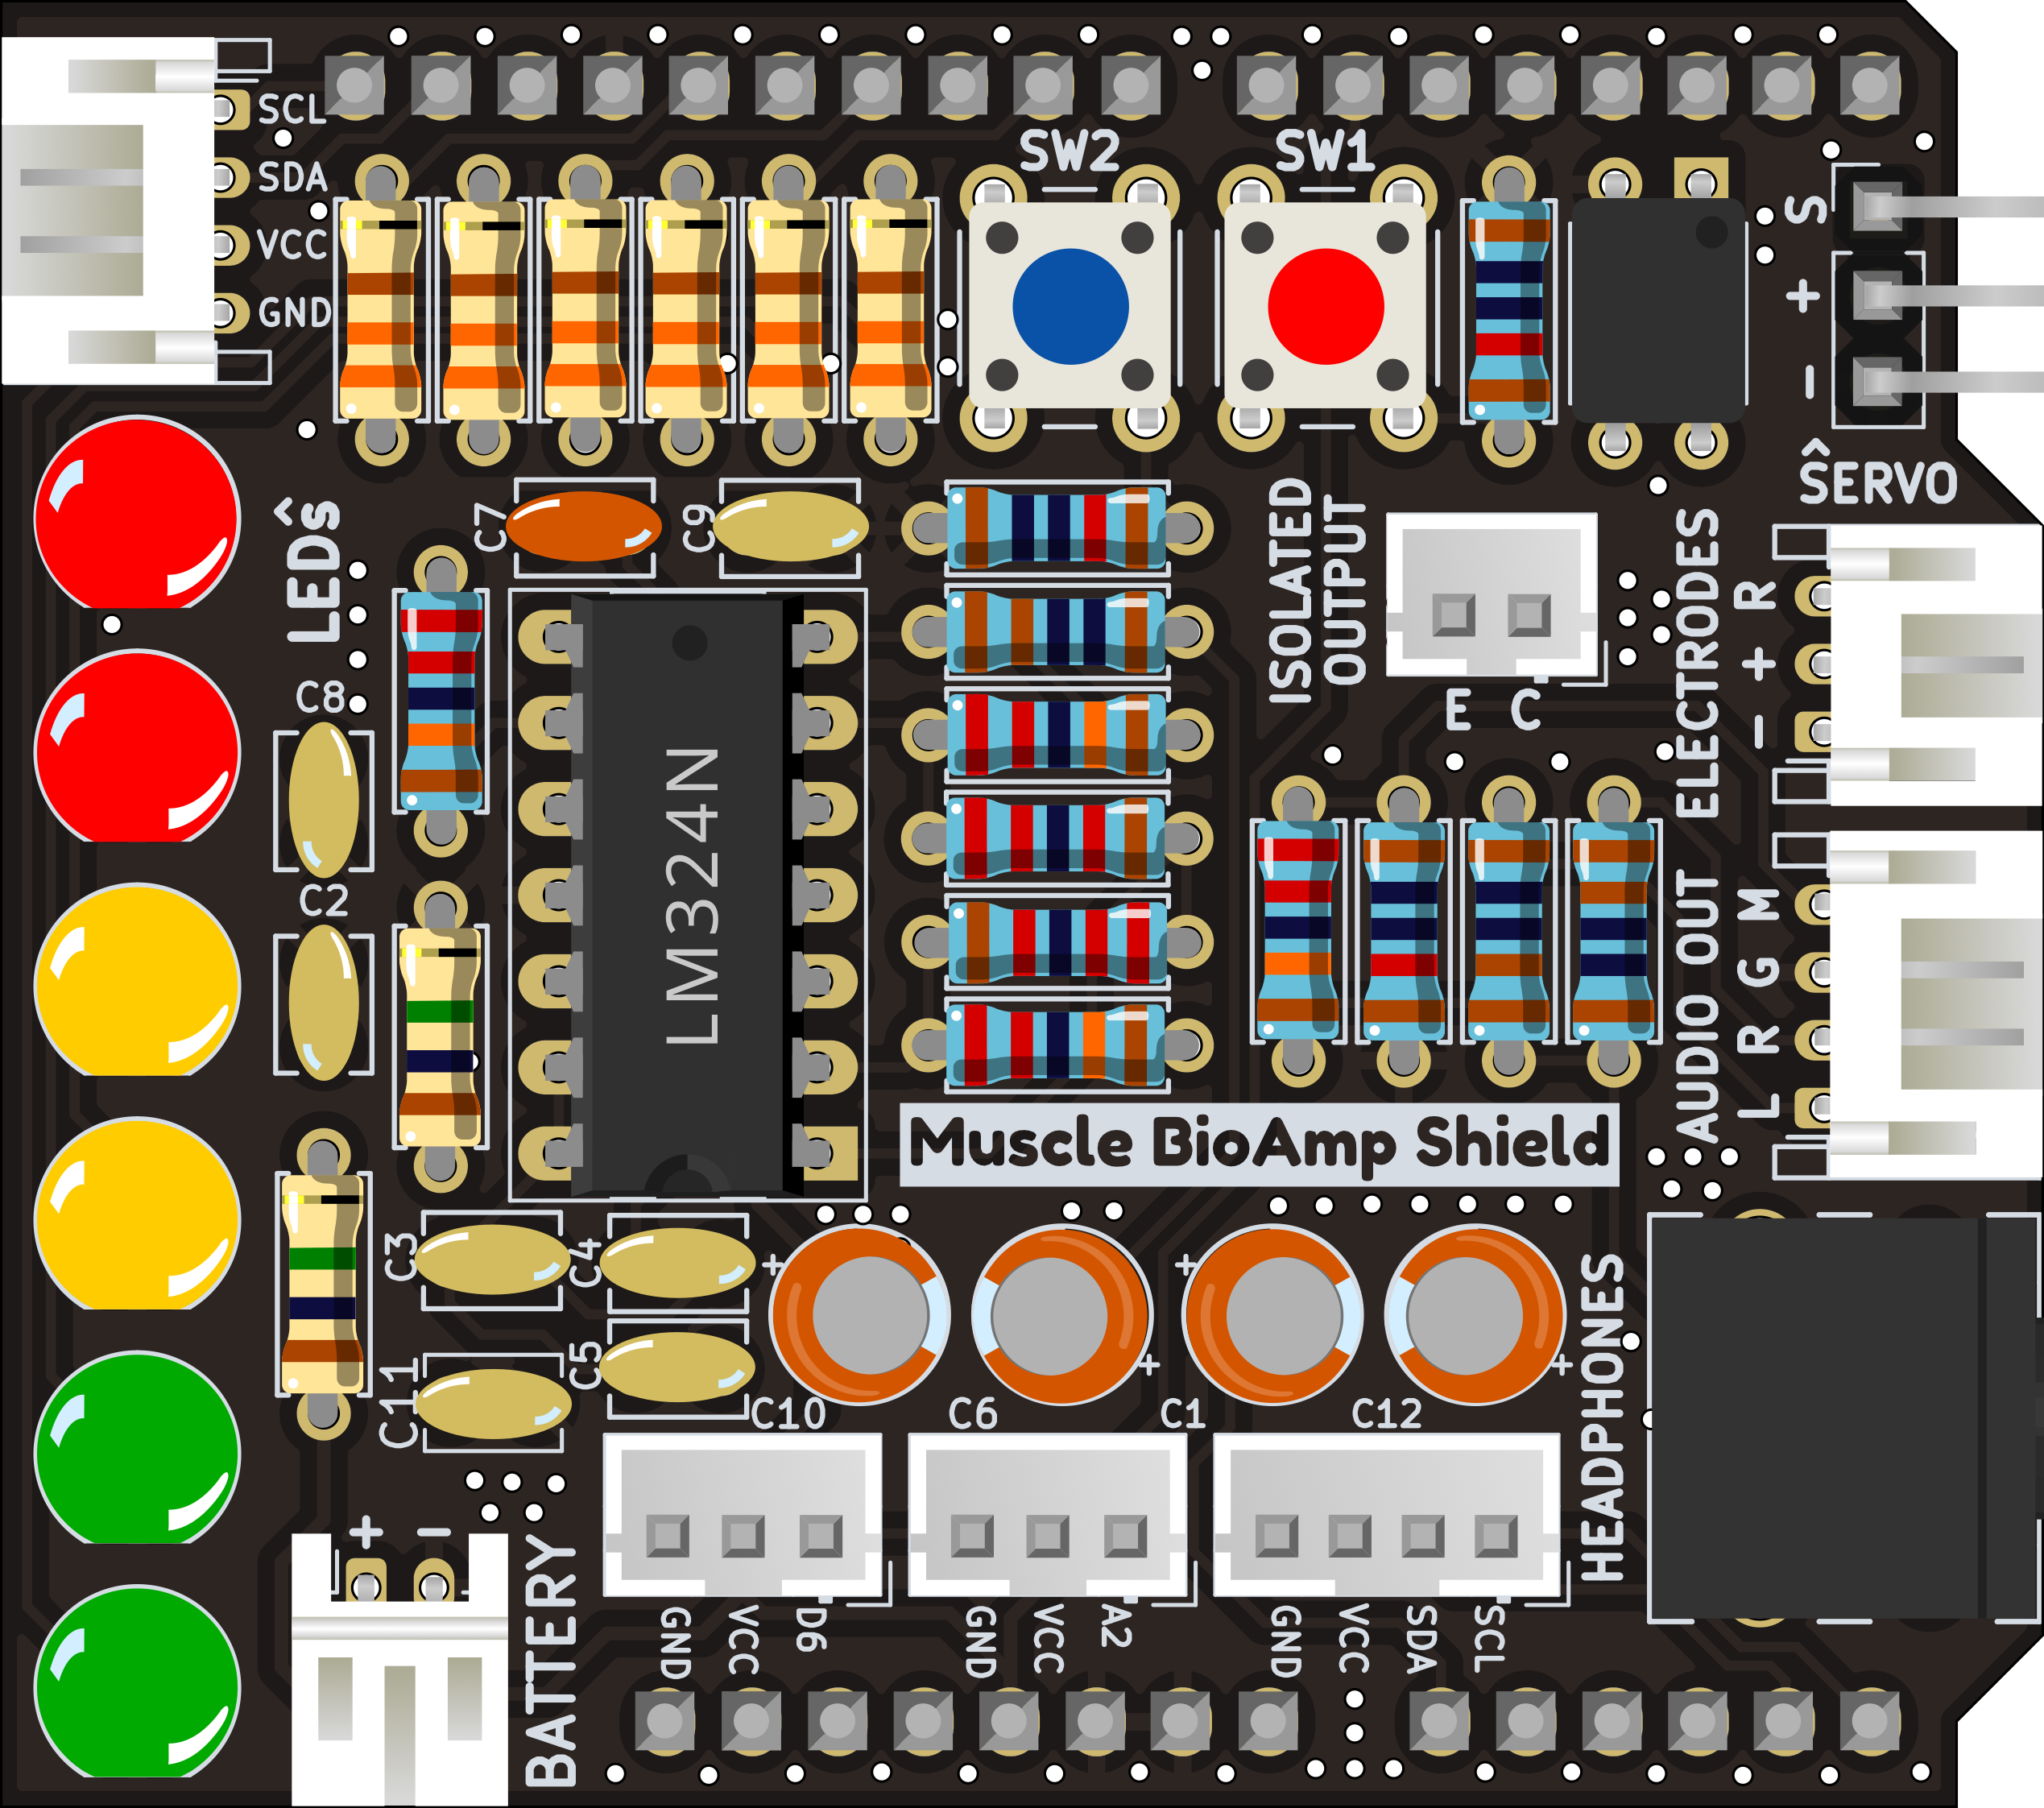 SCL
SDA
VCC
GND
SW2
SW1
S
+
-
SERVO
LEDs
C7
C9
ISOLATED
OUTPUT
E C
ELECTRODES
R
+
-
C8
C2
LM324N
AUDIO OUT
M
G
R
L
Muscle BioAmp Shield
C3
C4
C5
C11
+
+
+
+
C10
C6
C1
C12
HEADPHONES
+ -
BATTERY
GND
VCC
D6
GND
VCC
A2
GND
VCC
SDA
SCL